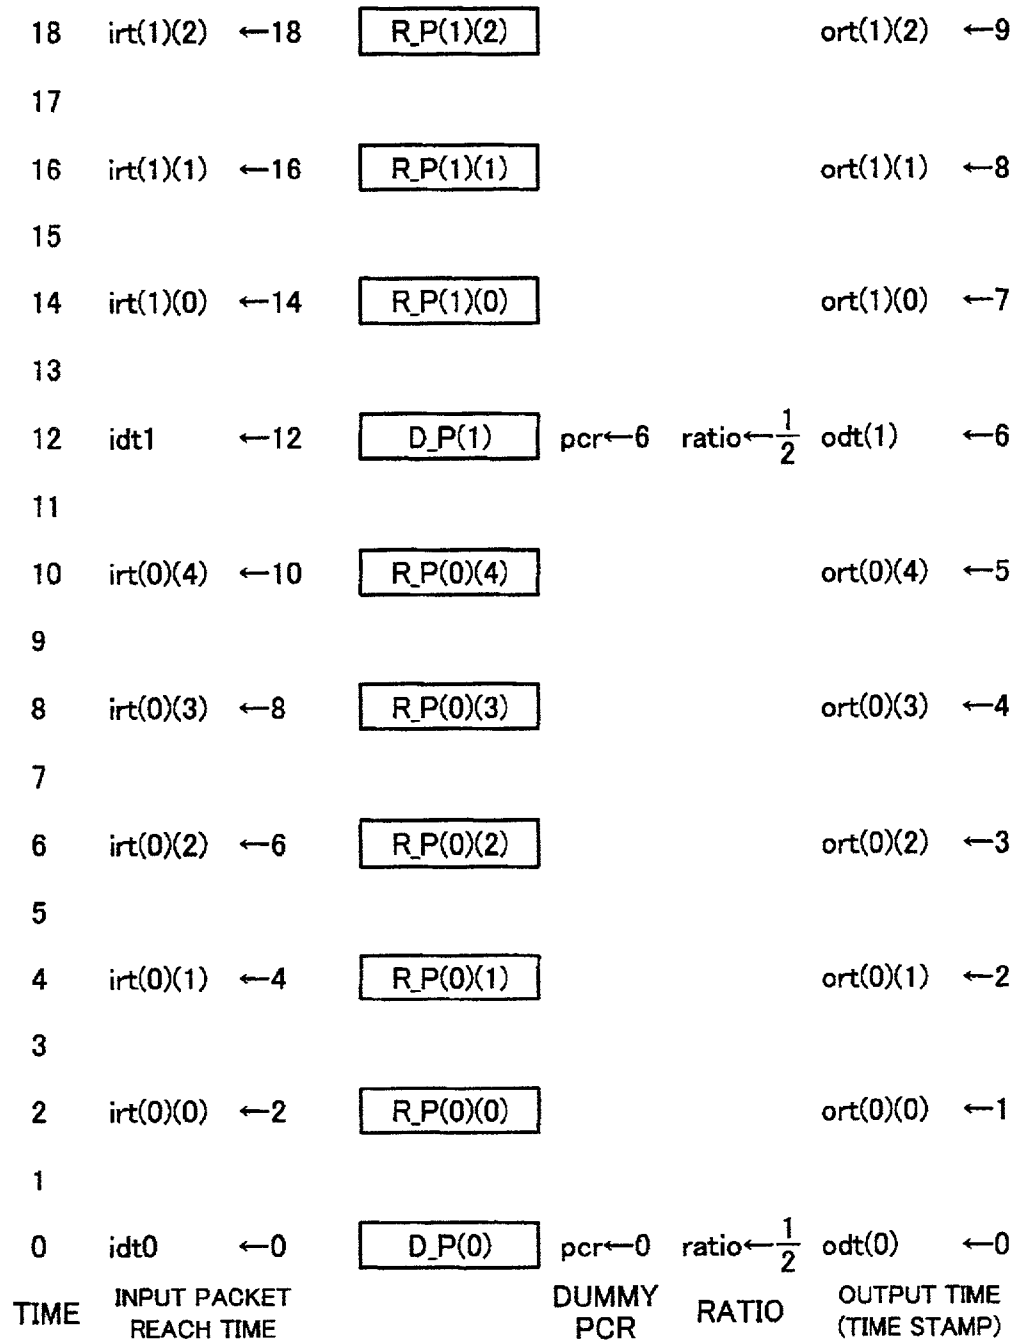 18 irt(1)(2) ←18 R_P(1)(2) ort(1)(2) ←9
17
16 irt(1)(1) ←16 R_P(1)(1) ort(1)(1) ←8
15
14 irt(1)(0) ←14 R_P(1)(0) ort(1)(0) ←7
13
12 idt1 ←12 D_P(1) pcr←6 ratio←1/2 odt(1) ←6
11
10 irt(0)(4) ←10 R_P(0)(4) ort(0)(4) ←5
9
8 irt(0)(3) ←8 R_P(0)(3) ort(0)(3) ←4
7
6 irt(0)(2) ←6 R_P(0)(2) ort(0)(2) ←3
5
4 irt(0)(1) ←4 R_P(0)(1) ort(0)(1) ←2
3
2 irt(0)(0) ←2 R_P(0)(0) ort(0)(0) ←1
1
0 idt0 ←0 D_P(0) pcr←0 ratio←1/2 odt(0) ←0
TIME
INPUT PACKET
REACH TIME
DUMMY
PCR
RATIO
OUTPUT TIME
(TIME STAMP)